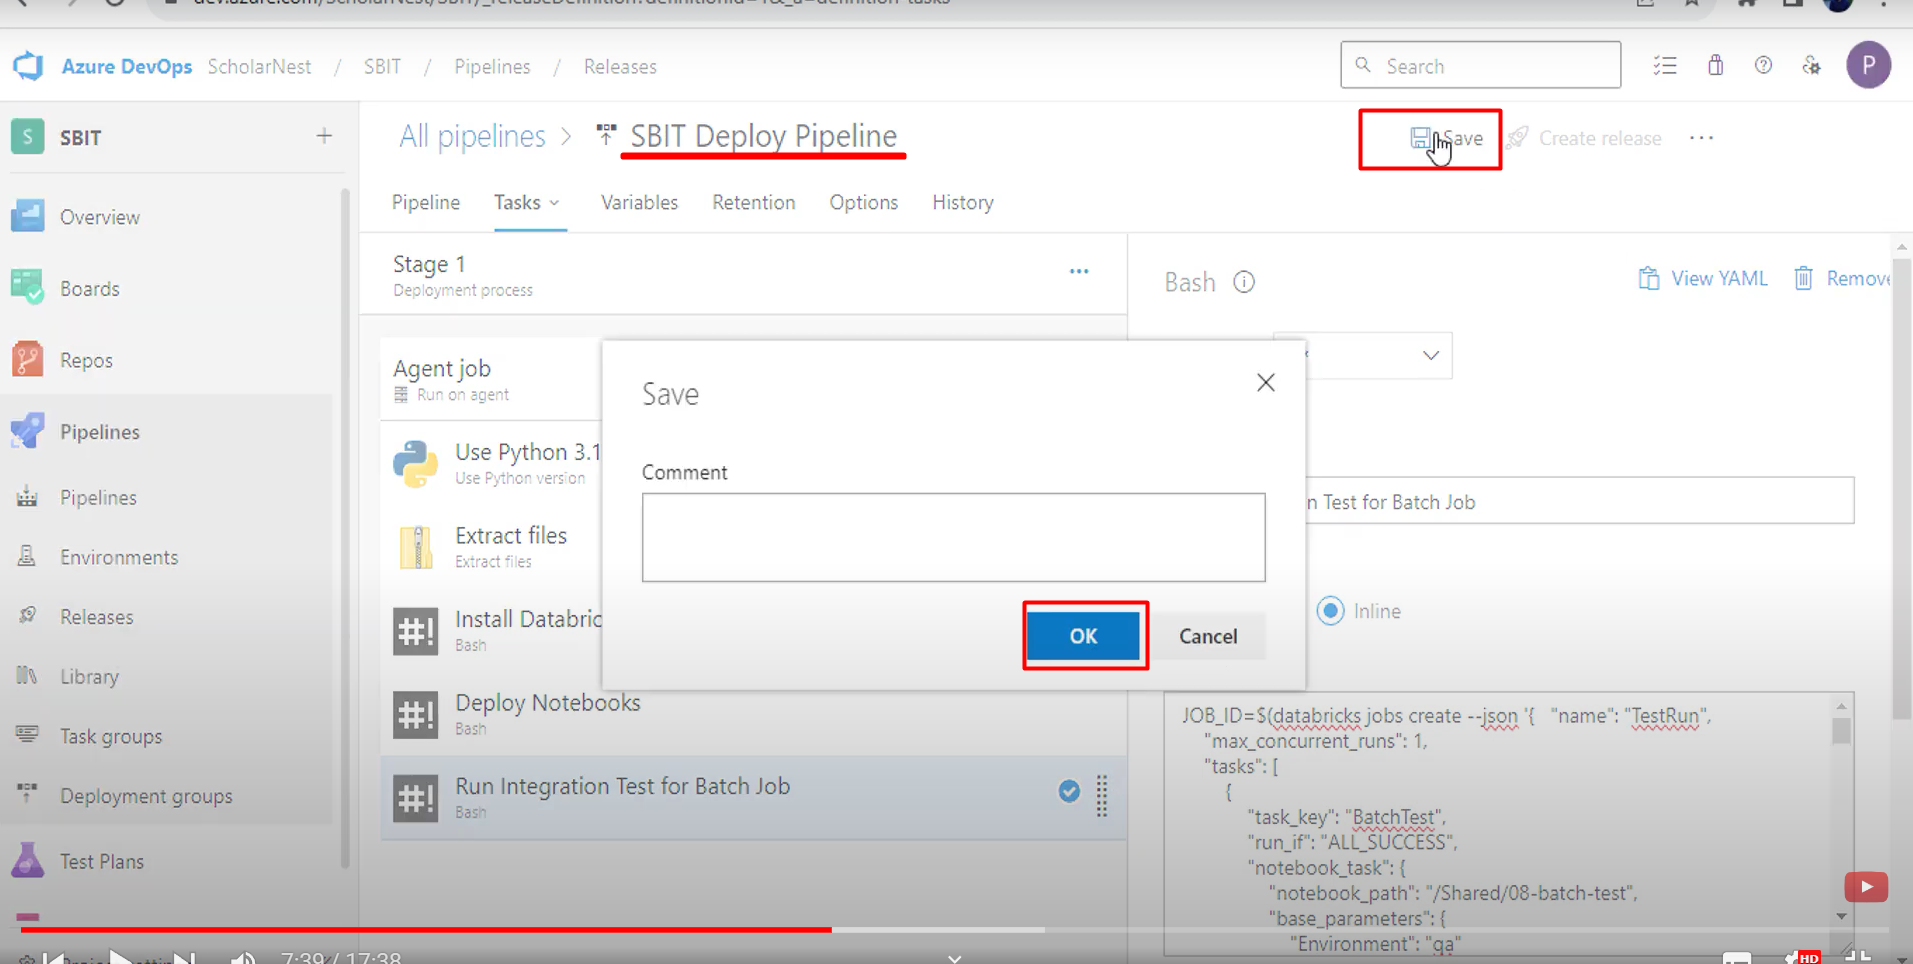 Azure DevOps ScholarNest / SBIT / Pipelines / Releases
Search
P
S SBIT +
All pipelines > SBIT Deploy Pipeline
Save
Create release ...
Pipeline Tasks Variables Retention Options History
Overview
Boards
Repos
Pipelines
Pipelines
Environments
Releases
Library
Task groups
Deployment groups
Test Plans
Stage 1
Deployment process
Agent job
Run on agent
Use Python 3.1
Use Python version
Extract files
Extract files
Install Databric
Bash
Deploy Notebooks
Bash
Run Integration Test for Batch Job
Bash
Bash
View YAML
Remove
Save
Comment
OK
Cancel
n Test for Batch Job
Inline
JOB_ID=$(databricks jobs create --json '{ "name": "TestRun",
"max_concurrent_runs": 1,
"tasks": [
{
"task_key": "BatchTest",
"run_if": "ALL_SUCCESS",
"notebook_task": {
"notebook_path": "/Shared/08-batch-test",
"base_parameters": {
"Environment": "qa"
7:39 / 17:38
HD